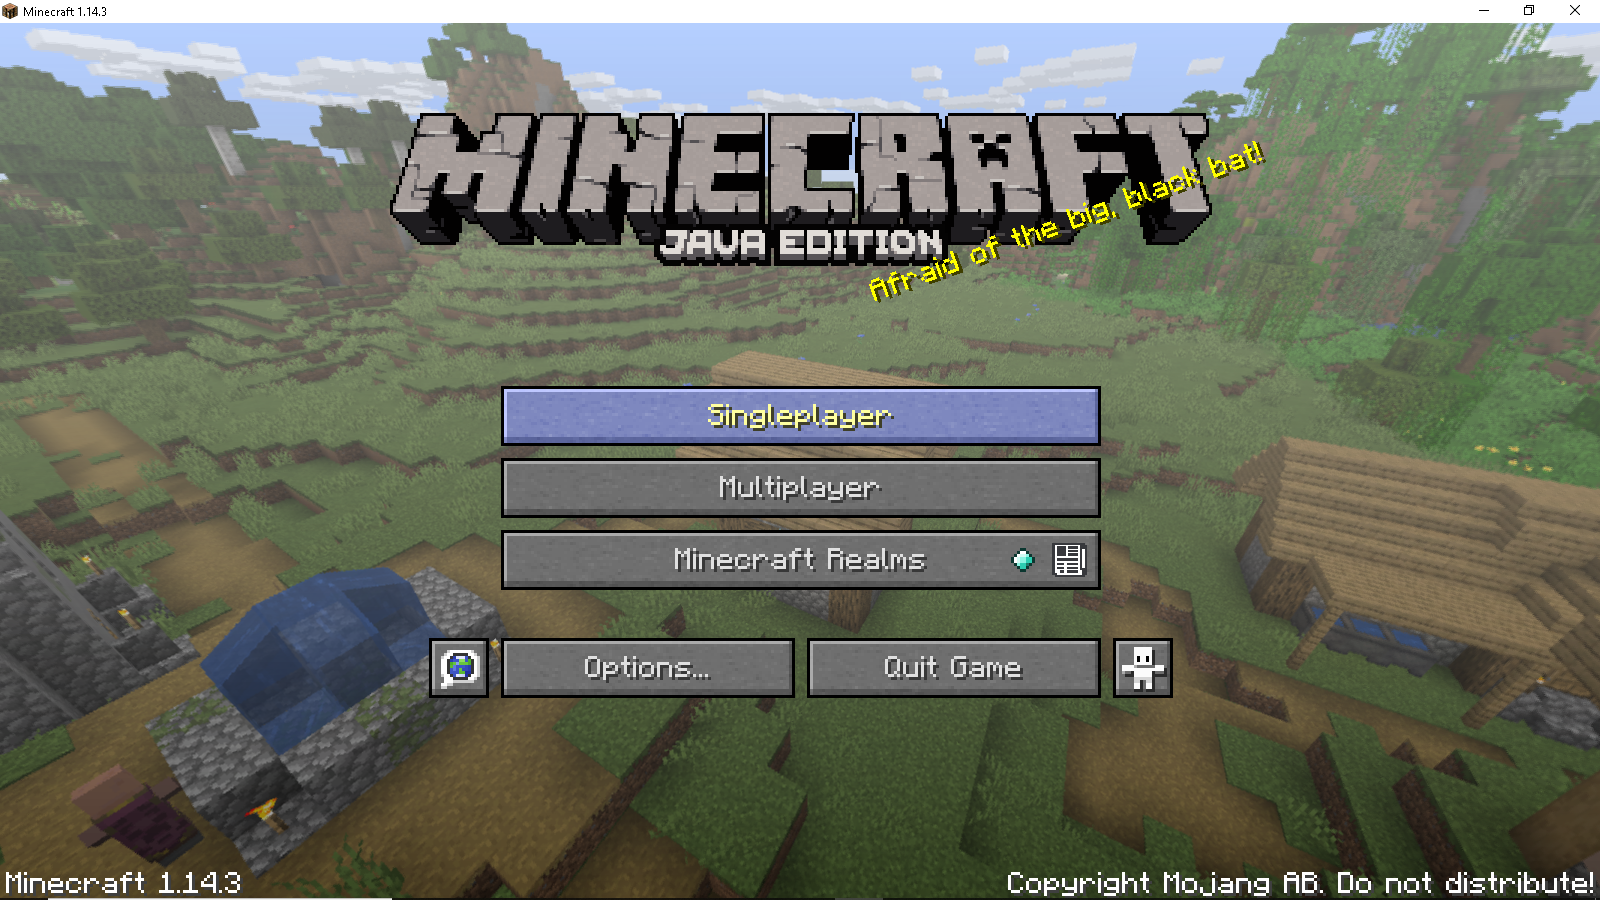 Minecraft 1.14.3
MINECRAFT
JAVA EDITION
Afraid of the big, black bat!
Singleplayer
Multiplayer
Minecraft Realms
Options...
Quit Game
Minecraft 1.14.3
Copyright Mojang AB. Do not distribute!